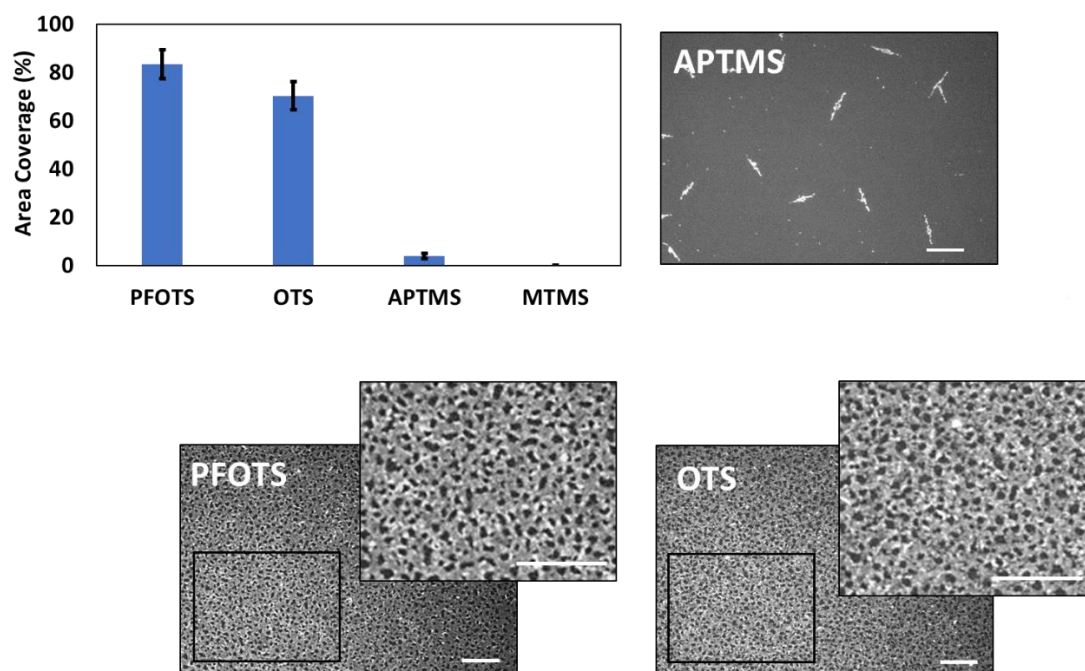 100
80
60
40
20
0
Area Coverage (%)
PFOTS OTS APTMS MTMS
APTMS
PFOTS
OTS